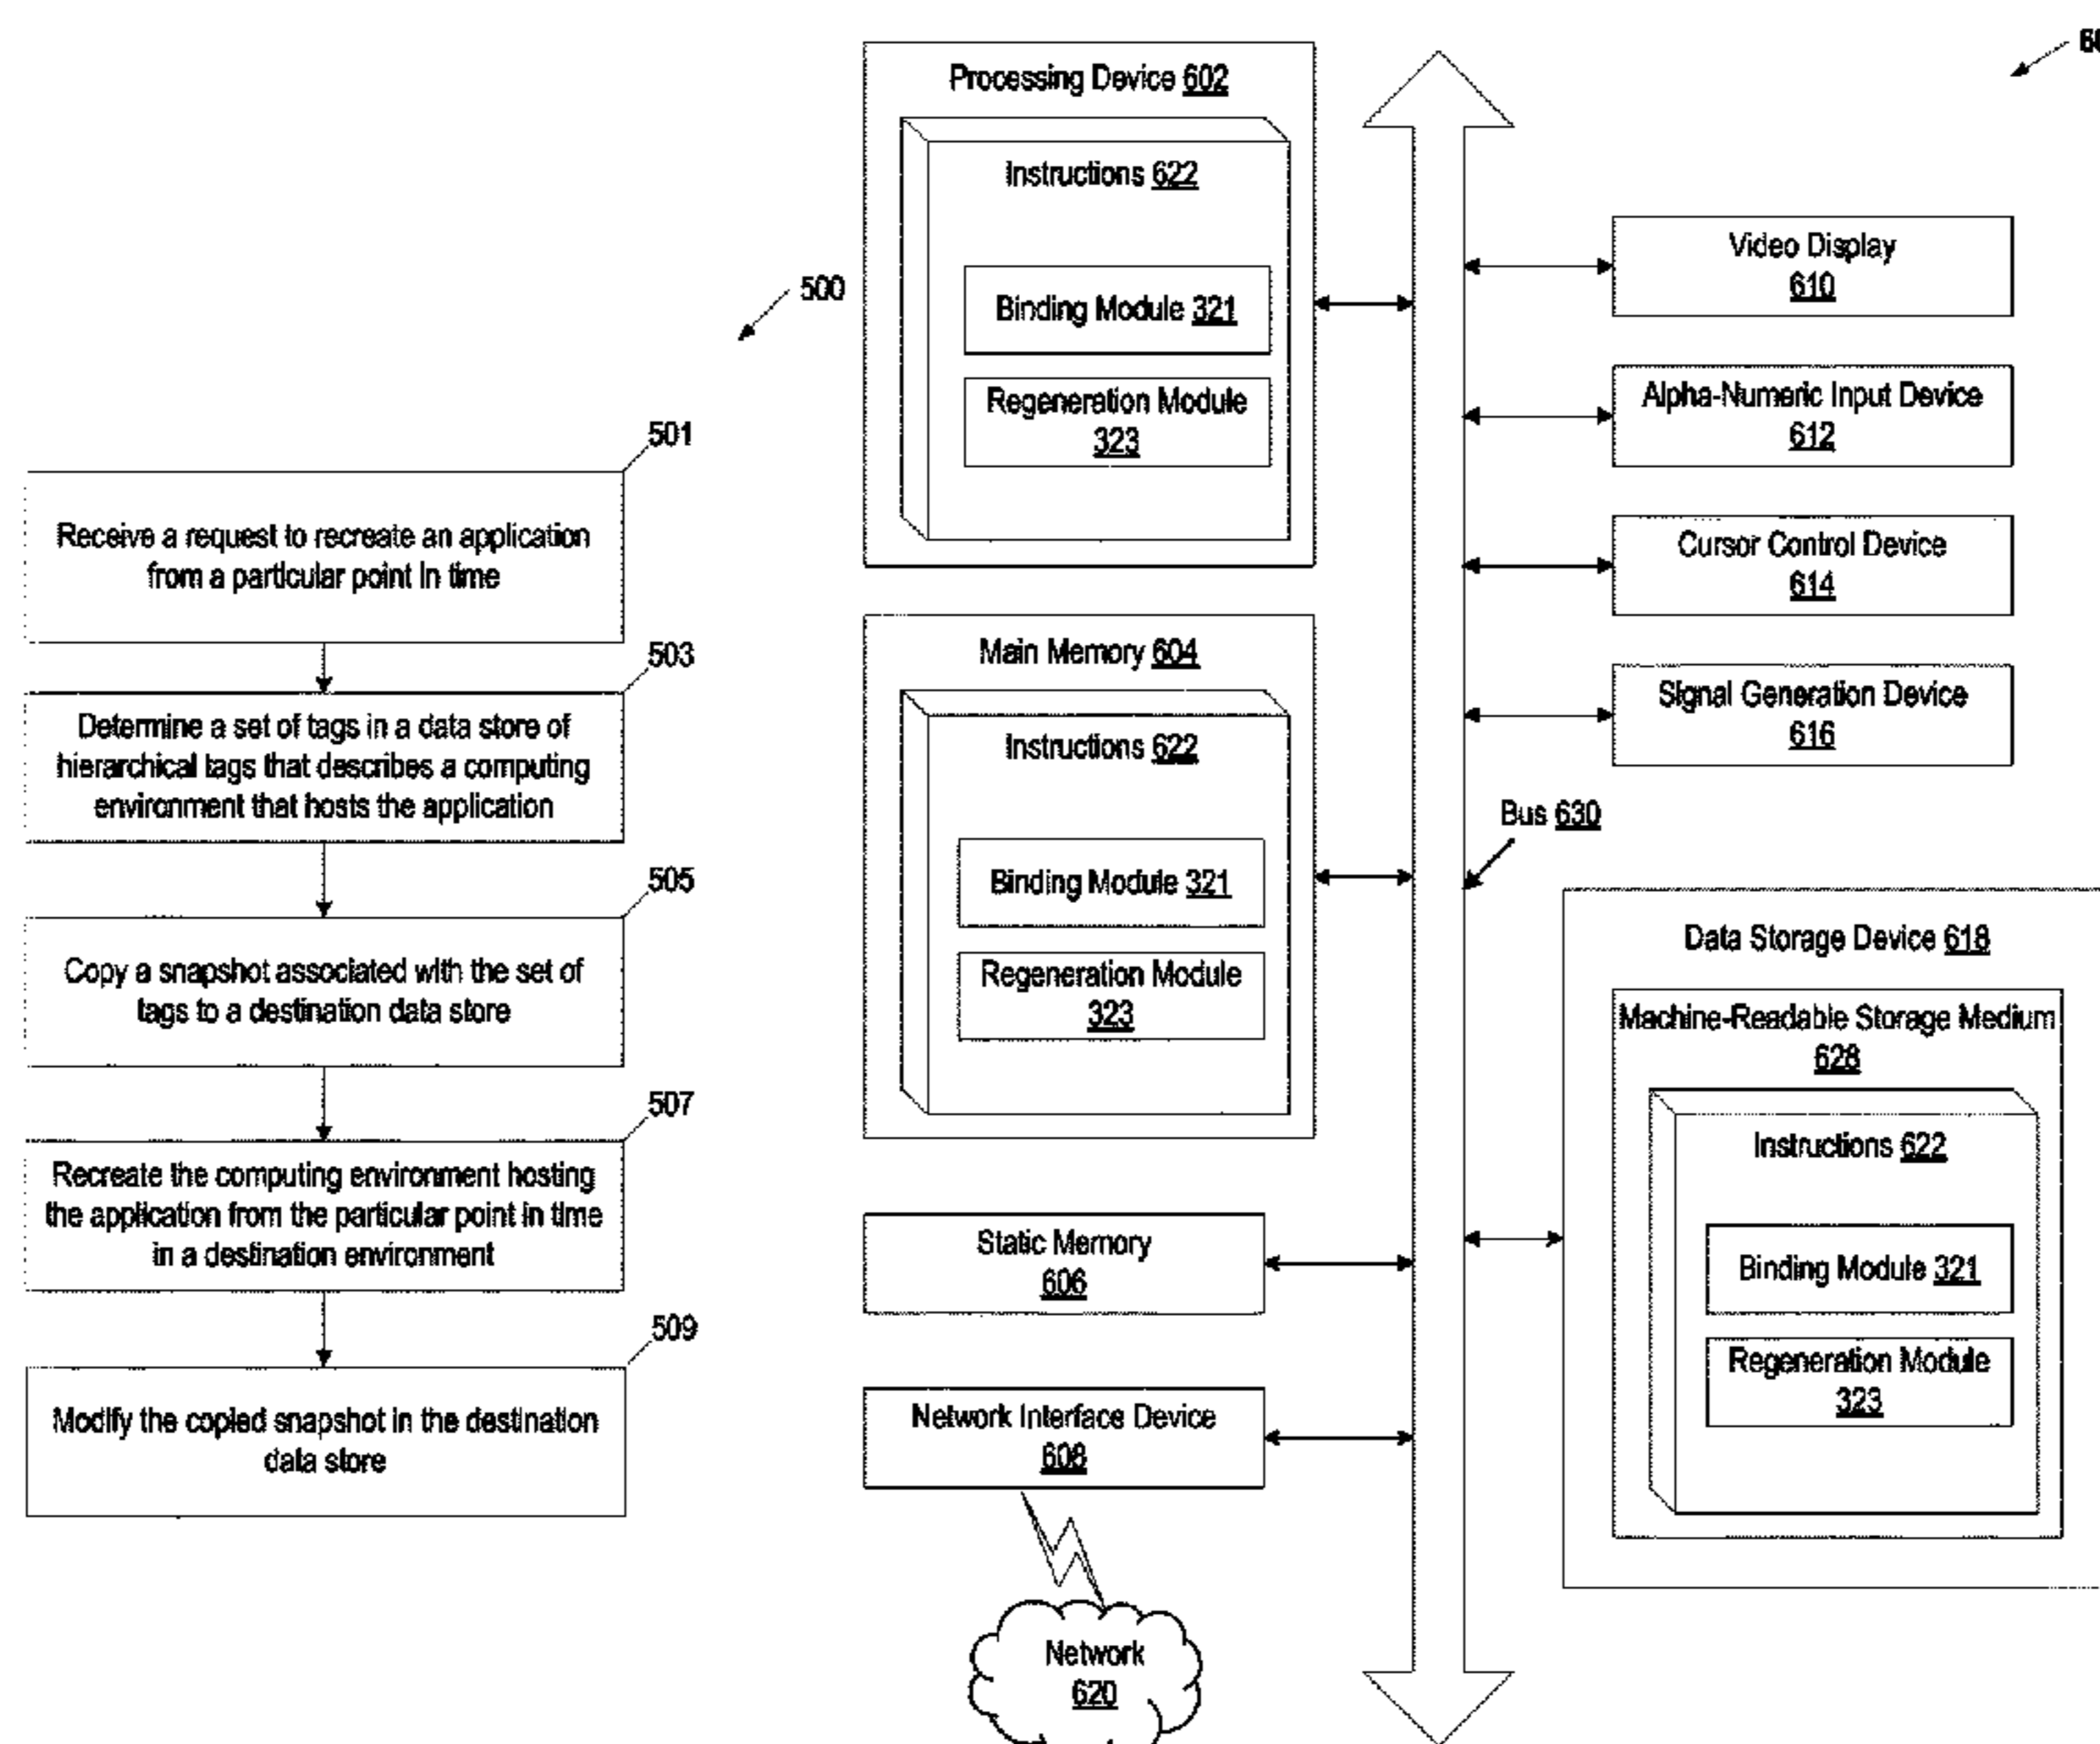 500
501
Receive a request to recreate an application
from a particular point in time
503
Determine a set of tags in a data store of
hierarchical tags that describes a computing
environment that hosts the application
505
Copy a snapshot associated with the set of
tags to a destination data store
507
Recreate the computing environment hosting
the application from the particular point in time
in a destination environment
509
Modify the copied snapshot in the destination
data store
Processing Device 602
Instructions 622
Binding Module 321
Regeneration Module
323
Main Memory 604
Instructions 622
Binding Module 321
Regeneration Module
323
Static Memory
606
Network Interface Device
608
Network
620
Video Display
610
Alpha-Numeric Input Device
612
Cursor Control Device
614
Signal Generation Device
616
Bus 630
Data Storage Device 618
Machine-Readable Storage Medium
628
Instructions 622
Binding Module 321
Regeneration Module
323